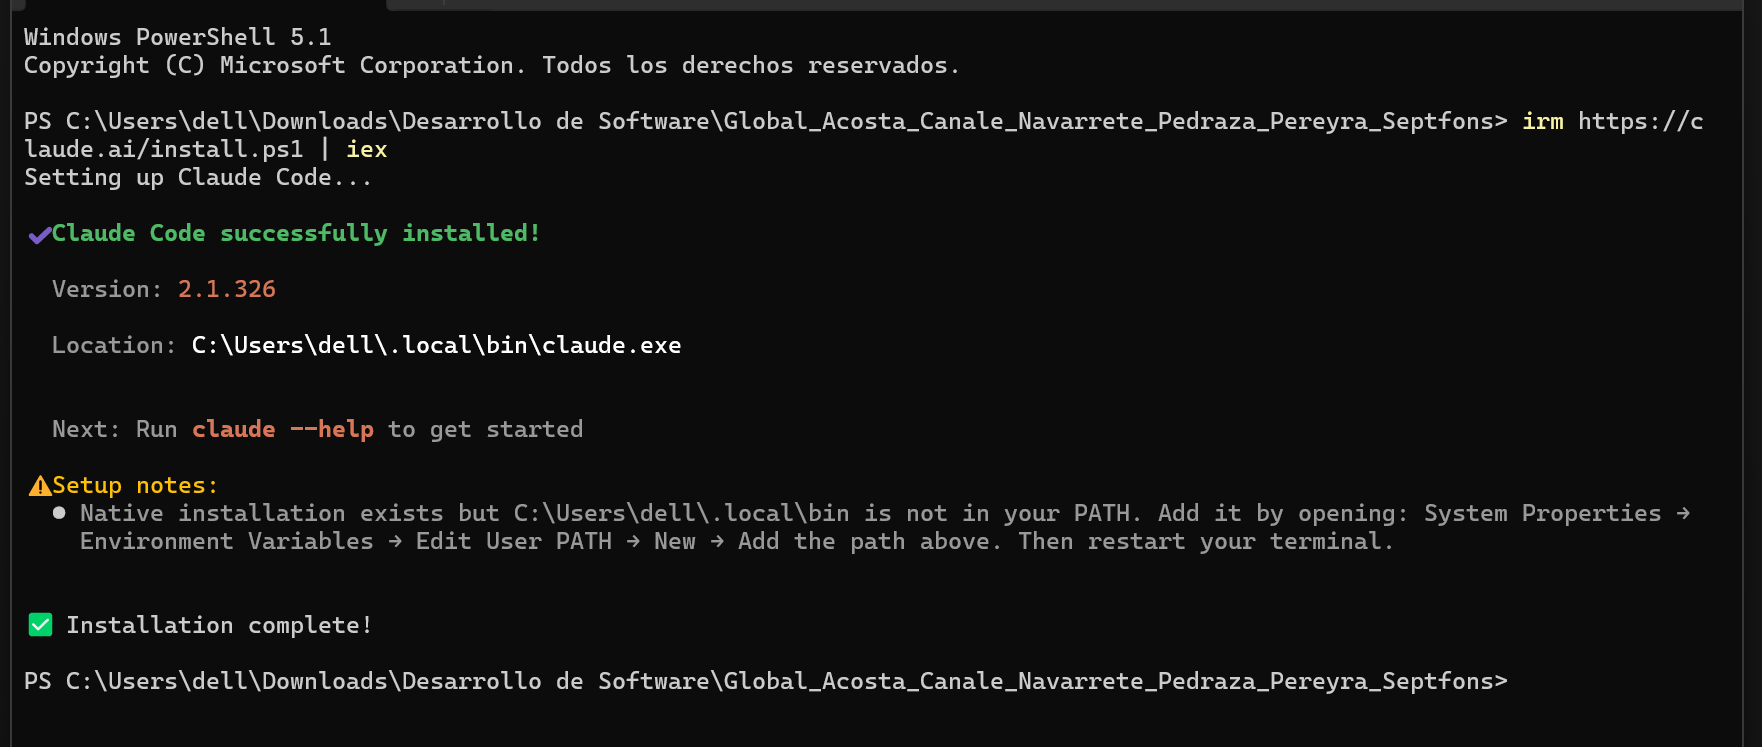 Windows PowerShell 5.1
Copyright (C) Microsoft Corporation. Todos los derechos reservados.
PS C:\Users\dell\Downloads\Desarrollo de Software\Global_Acosta_Canale_Navarrete_Pedraza_Pereyra_Septfons> irm https://c
laude.ai/install.ps1 | iex
Setting up Claude Code...
✔Claude Code successfully installed!
Version: 2.1.326
Location: C:\Users\dell\.local\bin\claude.exe
Next: Run claude --help to get started
⚠Setup notes:
● Native installation exists but C:\Users\dell\.local\bin is not in your PATH. Add it by opening: System Properties →
Environment Variables → Edit User PATH → New → Add the path above. Then restart your terminal.
✅ Installation complete!
PS C:\Users\dell\Downloads\Desarrollo de Software\Global_Acosta_Canale_Navarrete_Pedraza_Pereyra_Septfons>